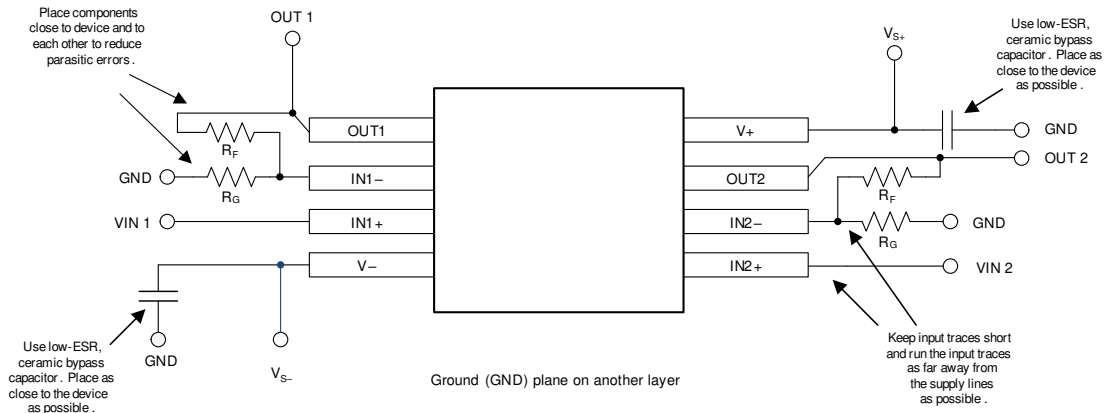 Place components
close to device and to
each other to reduce
parasitic errors .
OUT 1
OUT1
RF
GND
RG
IN1−
VIN 1
IN1+
V−
GND
VS−
Use low-ESR,
ceramic bypass
capacitor . Place as
close to the device
as possible .
Ground (GND) plane on another layer
VS+
Use low-ESR,
ceramic bypass
capacitor . Place as
close to the device
as possible .
V+
GND
OUT 2
OUT2
RF
IN2−
RG
GND
IN2+
VIN 2
Keep input traces short
and run the input traces
as far away from
the supply lines
as possible .